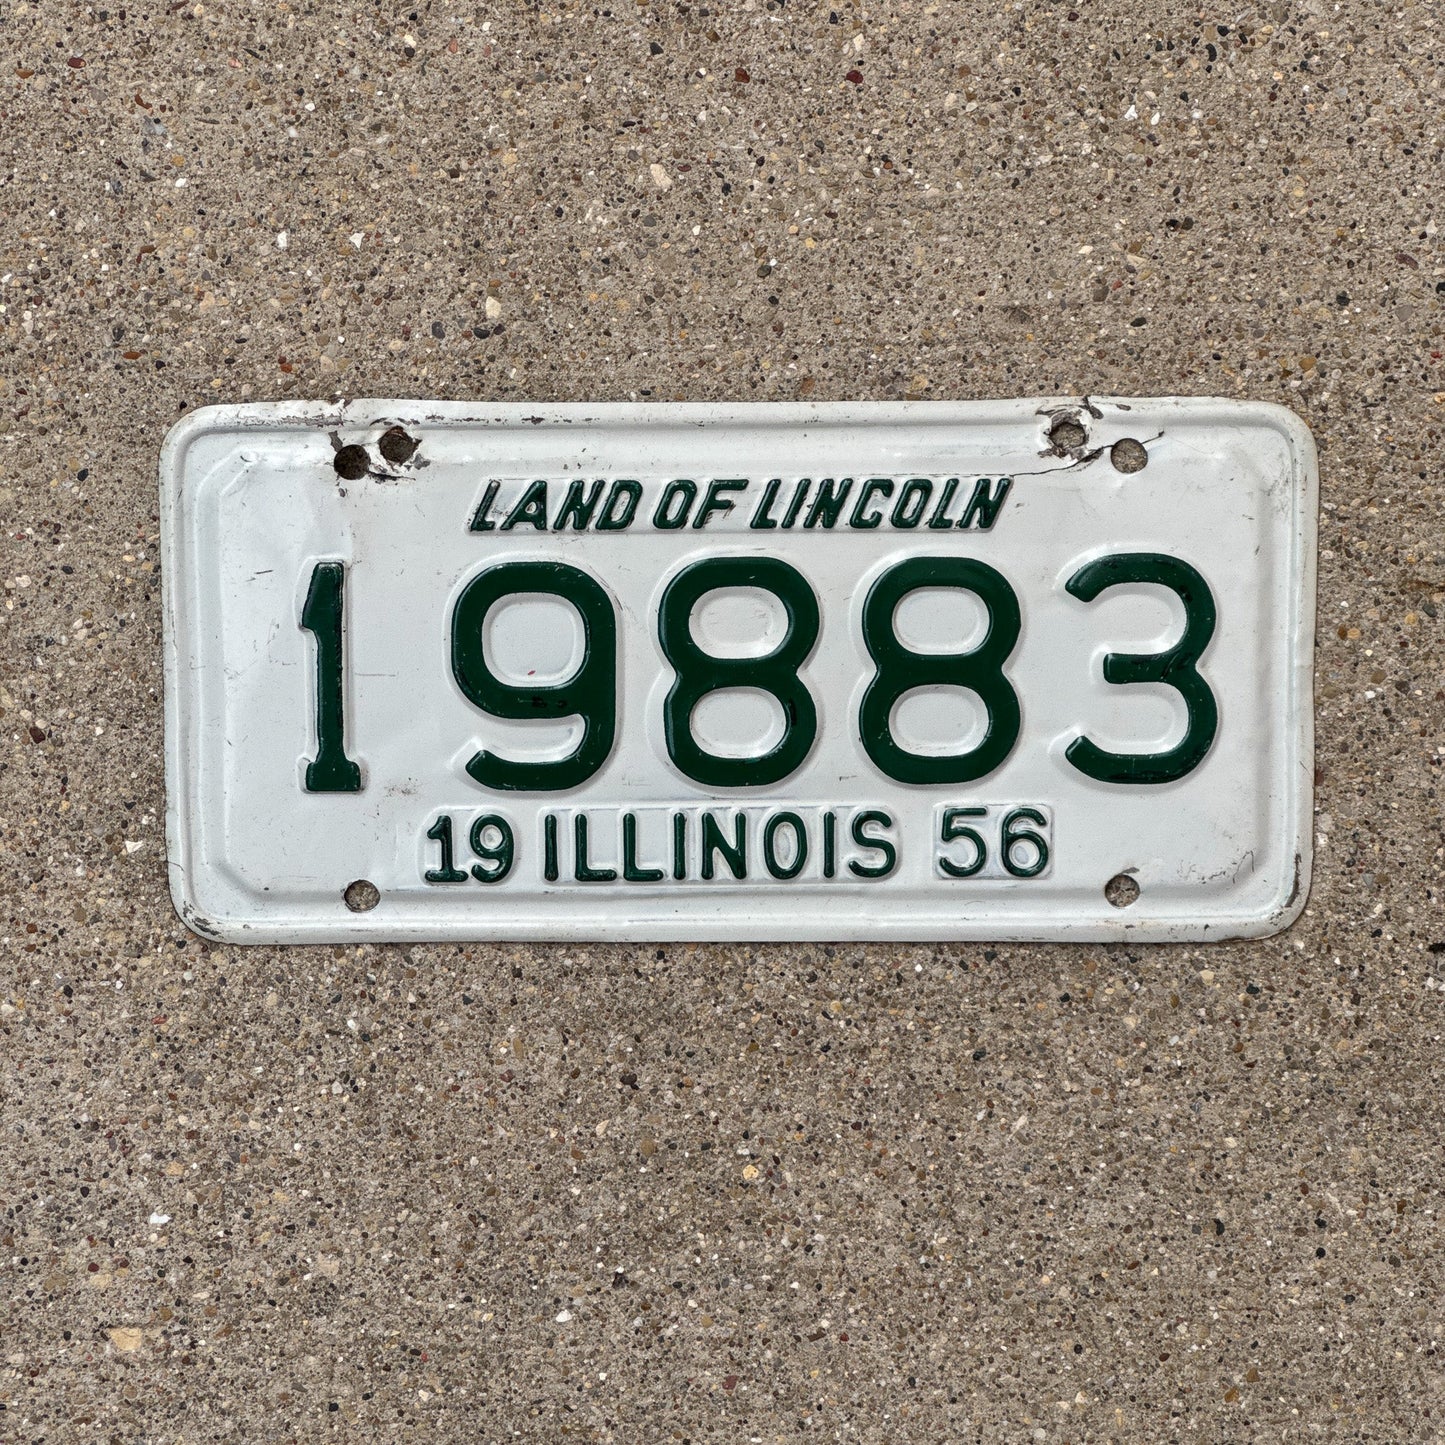 LAND OF LINCOLN
19883
19 ILLINOIS 56